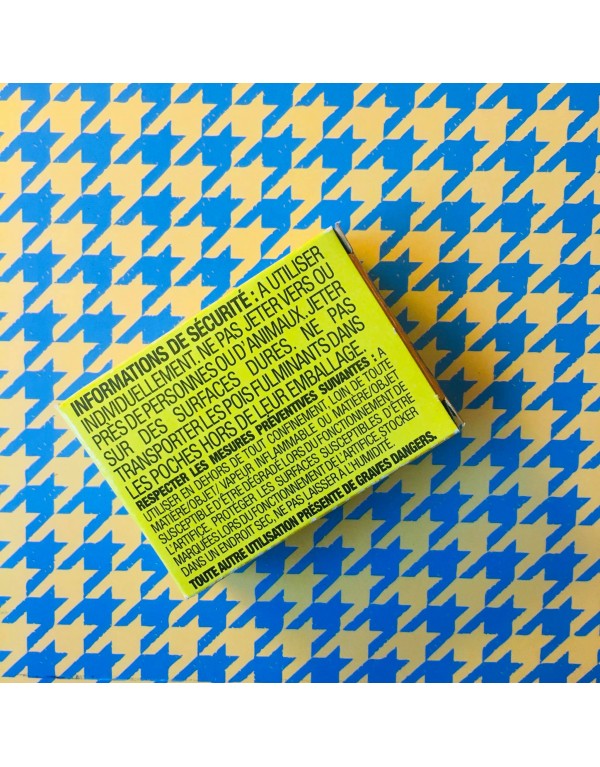 INFORMATIONS DE SÉCURITÉ : A UTILISER
INDIVIDUELLEMENT. NE PAS JETER VERS OU
PRÈS DE PERSONNES OU D'ANIMAUX. JETER
SUR DES SURFACES DURES. NE PAS
TRANSPORTER LES POIS FULMINANTS DANS
LES POCHES HORS DE LEUR EMBALLAGE.
RESPECTER LES MESURES PRÉVENTIVES SUIVANTES : A
UTILISER EN DEHORS DE TOUT CONFINEMENT, LOIN DE TOUTE
MATIÈRE/OBJET/VAPEUR INFLAMMABLE OU MATIÈRE/OBJET
SUSCEPTIBLE D'ÊTRE DÉGRADÉ LORS DU FONCTIONNEMENT DE
L'ARTIFICE. PROTÉGER LES SURFACES SUSCEPTIBLES D'ÊTRE
MARQUÉES LORS DU FONCTIONNEMENT DE L'ARTIFICE STOCKER
DANS UN ENDROIT SEC, NE PAS LAISSER À L'HUMIDITÉ.
TOUTE AUTRE UTILISATION PRÉSENTE DE GRAVES DANGERS.